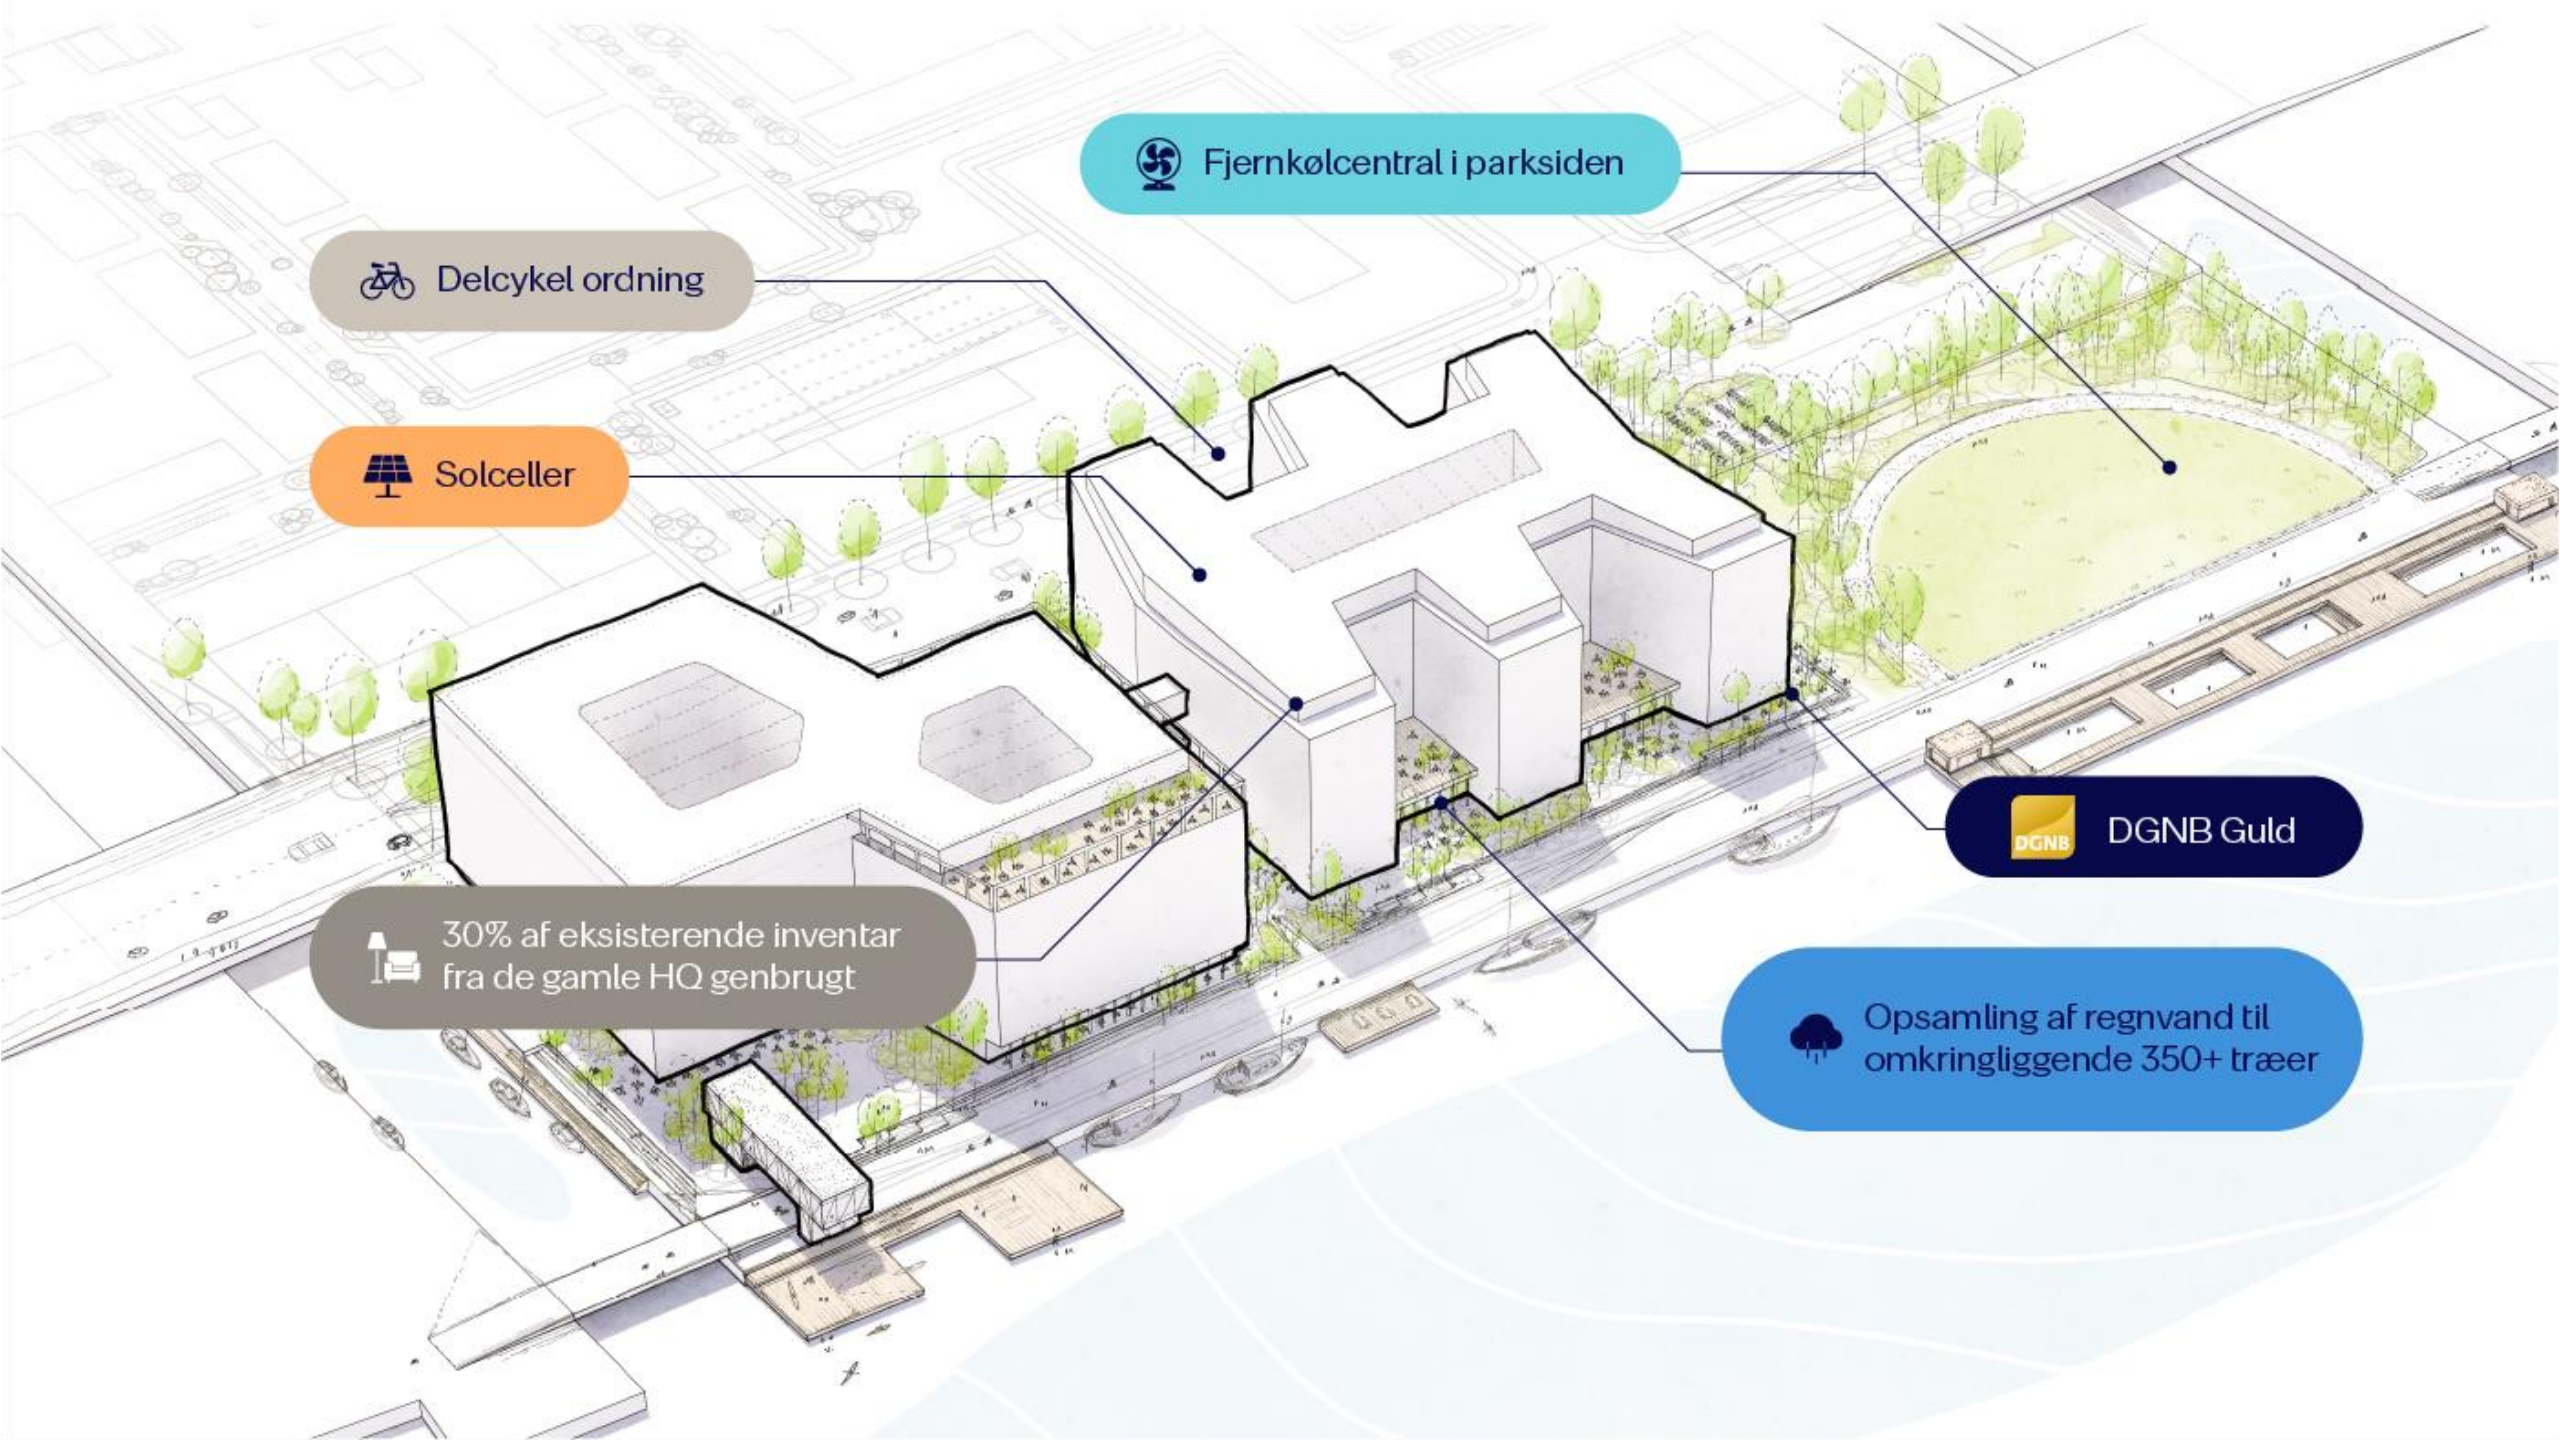 Fjernkølcentral i parksiden
Delcykel ordning
Solceller
DGNB
DGNB Guld
30% af eksisterende inventar
fra de gamle HQ genbrugt
Opsamling af regnvand til
omkringliggende 350+ træer